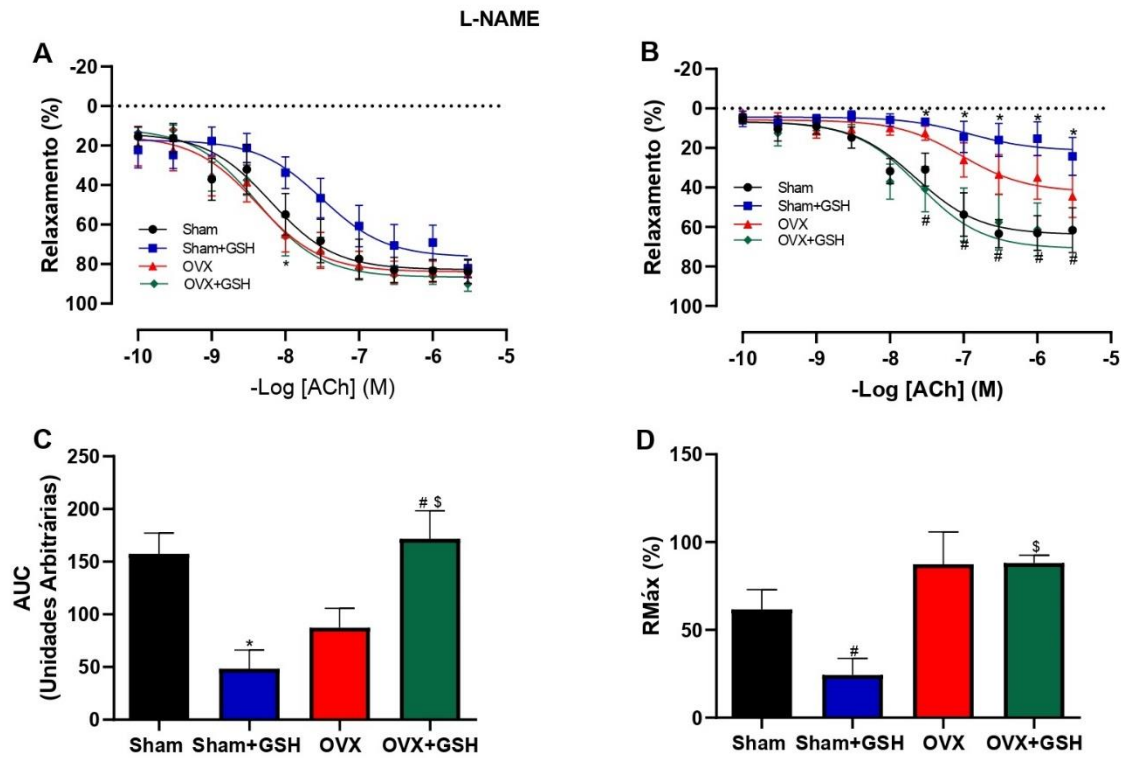 L-NAME
A
-20
0
20
40
60
80
100
Relaxamento (%)
Sham
Sham+GSH
OVX
OVX+GSH
*
-10 -9 -8 -7 -6 -5
-Log [ACh] (M)
B
-20
0
20
40
60
80
100
Relaxamento (%)
* * * * *
Sham
Sham+GSH
OVX
OVX+GSH
# # # # #
-10 -9 -8 -7 -6 -5
-Log [ACh] (M)
C
250
200
150
100
50
0
AUC
(Unidades Arbitrárias)
*
# $
Sham Sham+GSH OVX OVX+GSH
D
150
100
50
0
RMáx (%)
#
$
Sham Sham+GSH OVX OVX+GSH